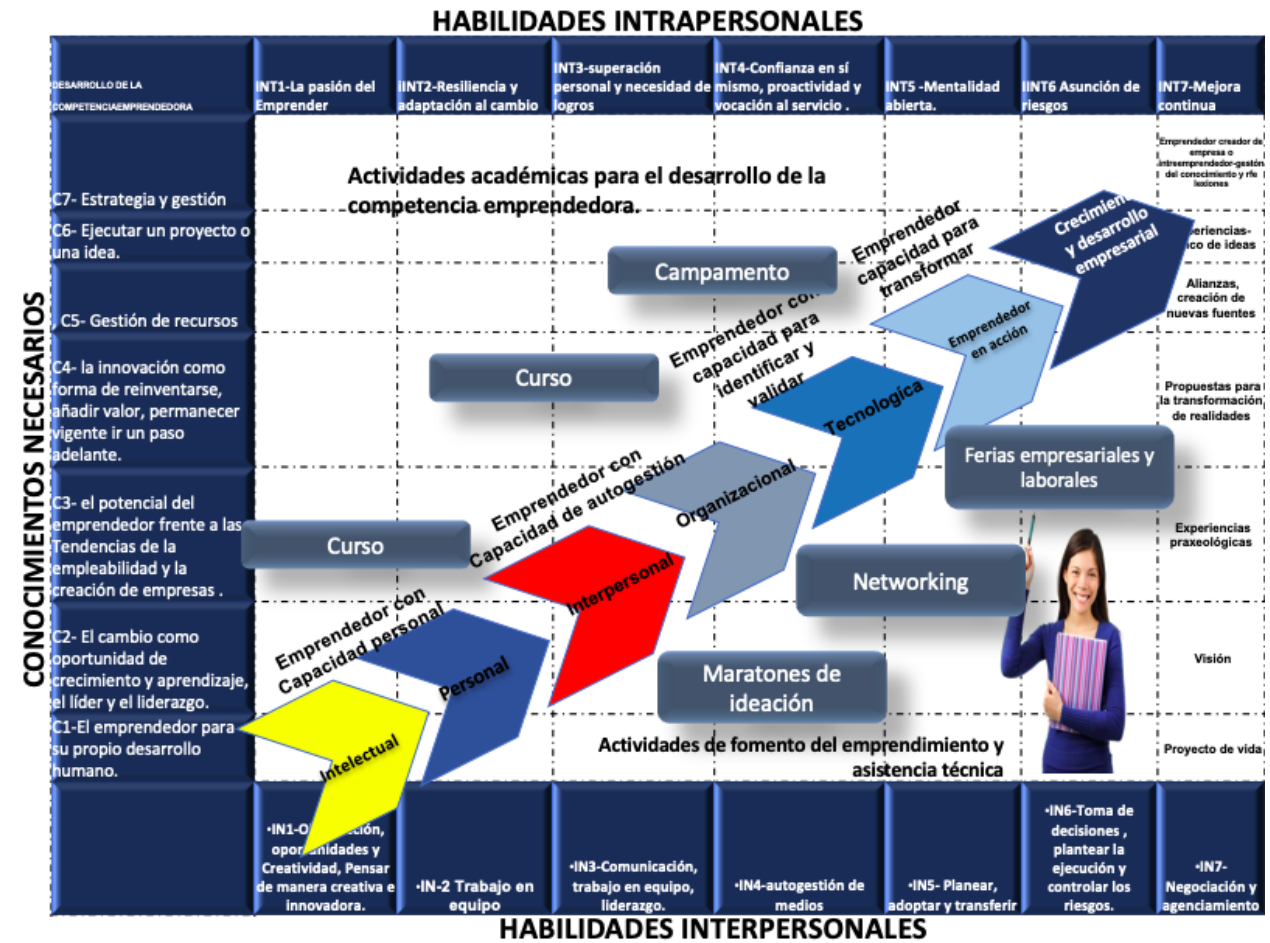 HABILIDADES INTRAPERSONALES
DESARROLLO DE LA
COMPETENCIAEMPRENDEDORA
INT1-La pasión del
Emprender
iINT2-Resiliencia y
adaptación al cambio
INT3-superación
personal y necesidad de
logros
INT4-Confianza en sí
mismo, proactividad y
vocación al servicio .
INT5 -Mentalidad
abierta.
IINT6 Asunción de
riesgos
INT7-Mejora
continua
CONOCIMIENTOS NECESARIOS
C7- Estrategia y gestión
C6- Ejecutar un proyecto o
una idea.
, C5- Gestión de recursos
C4- la innovación como
forma de reinventarse,
añadir valor, permanecer
vigente ir un paso
adelante.
C3- el potencial del
emprendedor frente a las
Tendencias de la
empleabilidad y la
creación de empresas .
C2- El cambio como
oportunidad de
crecimiento y aprendizaje,
el líder y el liderazgo.
C1-El emprendedor para
su propio desarrollo
humano.
Actividades académicas para el desarrollo de la
competencia emprendedora.
Campamento
Curso
Curso
Emprendedor con
Capacidad personal
Emprendedor con
Capacidad de autogestión
Emprendedor con
capacidad para
identificar y
validar
Emprendedor
capacidad para
transformar
Intelectual
Personal
Interpersonal
Organizacional
Tecnologíca
Emprendedor
en acción
y desarrollo
empresarial
Ferias empresariales y
laborales
Networking
Maratones de
ideación
Actividades de fomento del emprendimiento y
asistencia técnica
Emprendedor creador de
empresa o
intreemprendedor-gestón
del conocimiento y rfe
lexiones
de ideas
Alianzas,
creación de
nuevas fuentes
Propuestas para
la transformación
de realidades
Experiencias
praxeológicas
Visión
Proyecto de vida
•
y
Creatividad, Pensar
de manera creativa e
innovadora.
•IN-2 Trabajo en
equipo
•IN3-Comunicación,
trabajo en equipo,
liderazgo.
•IN4-autogestión de
medios
•IN5- Planear,
adoptar y transferir
•IN6-Toma de
decisiones ,
plantear la
ejecución y
controlar los
riesgos.
•IN7-
Negociación y
agenciamiento
HABILIDADES INTERPERSONALES